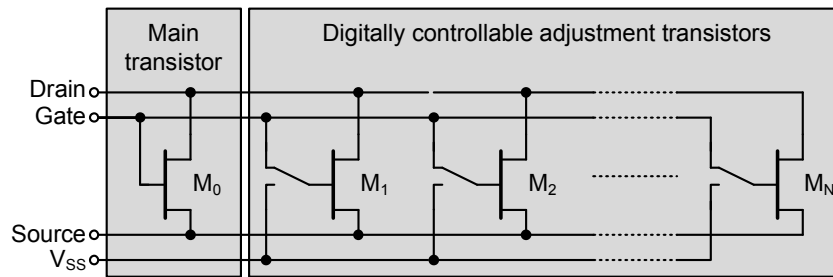 Main
transistor
Digitally controllable adjustment transistors
Drain
Gate
M0
M1
M2
MN
Source
VSS